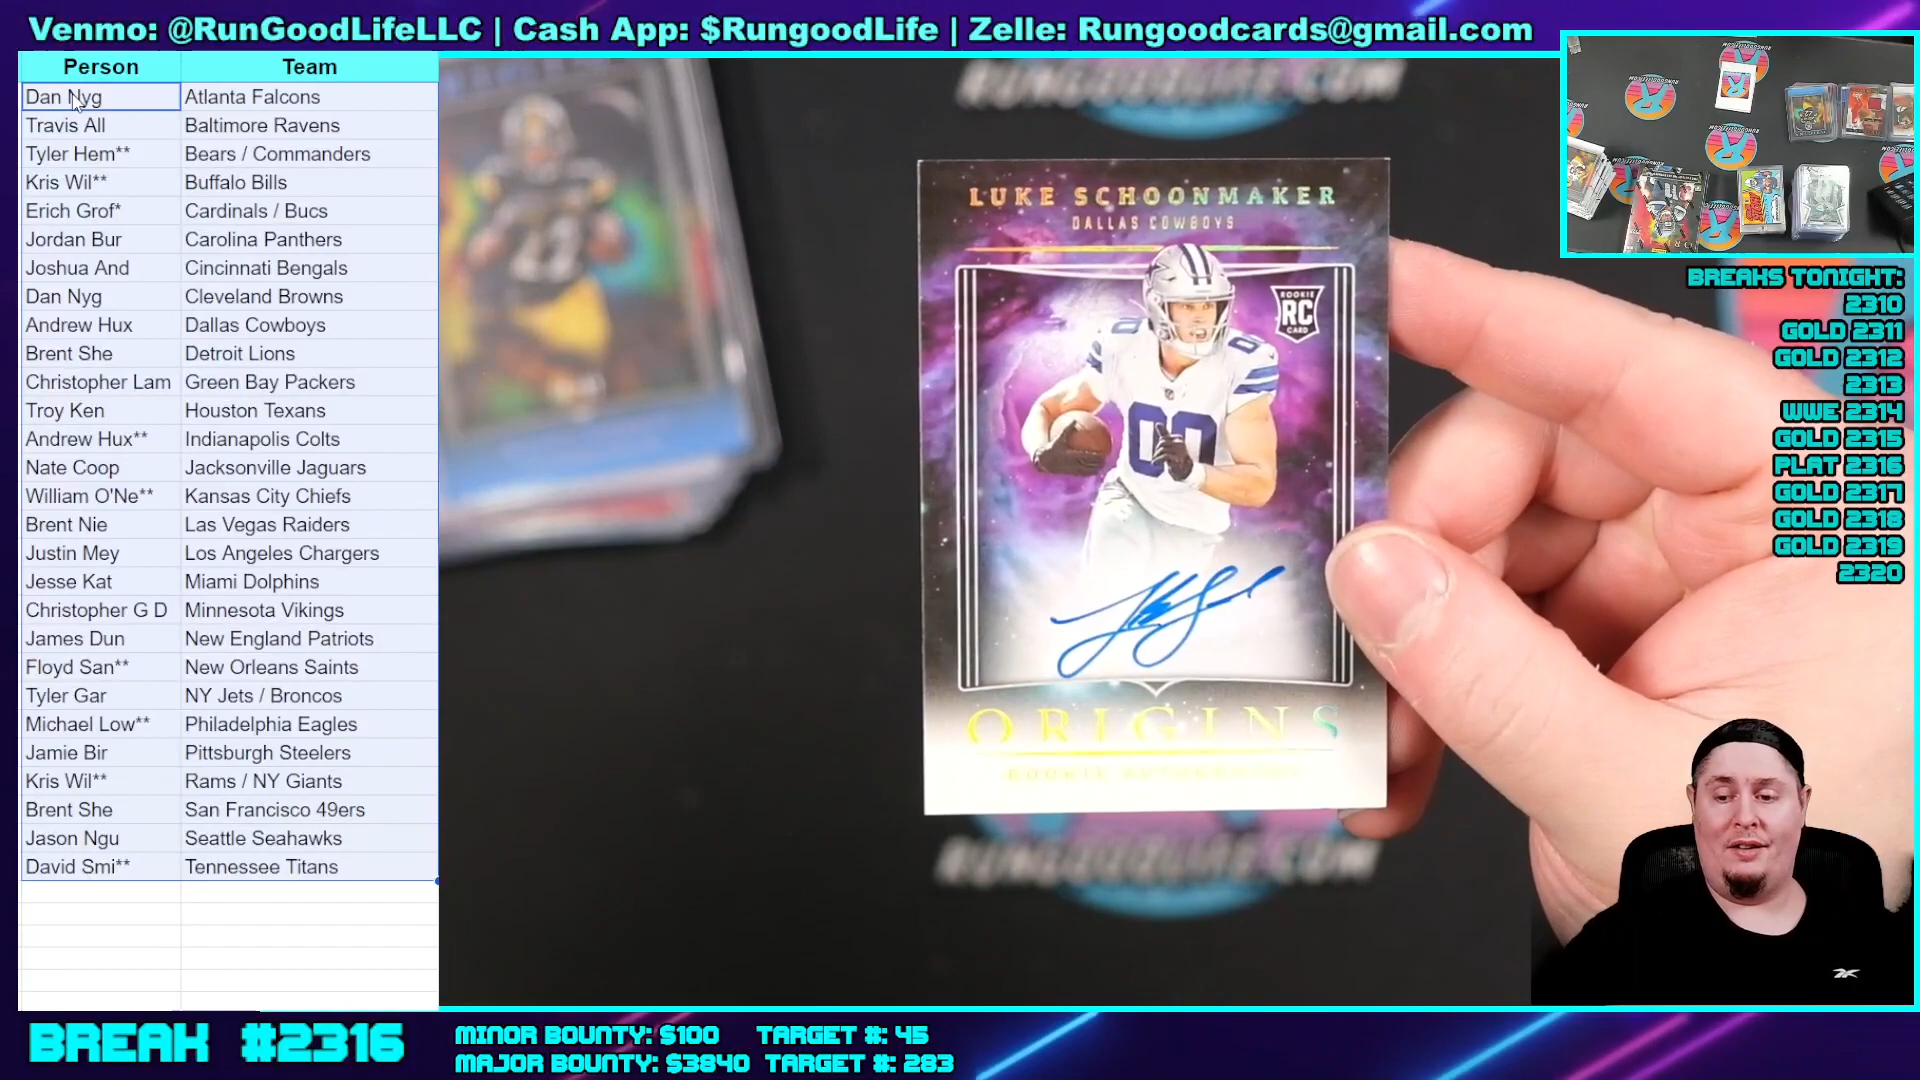 Venmo: @RunGoodLifeLLC | Cash App: $RungoodLife | Zelle: Rungoodcards@gmail.com
Person Team
Dan Nyg Atlanta Falcons
Travis All Baltimore Ravens
Tyler Hem** Bears / Commanders
Kris Wil** Buffalo Bills
Erich Grof* Cardinals / Bucs
Jordan Bur Carolina Panthers
Joshua And Cincinnati Bengals
Dan Nyg Cleveland Browns
Andrew Hux Dallas Cowboys
Brent She Detroit Lions
Christopher Lam Green Bay Packers
Troy Ken Houston Texans
Andrew Hux** Indianapolis Colts
Nate Coop Jacksonville Jaguars
William O'Ne** Kansas City Chiefs
Brent Nie Las Vegas Raiders
Justin Mey Los Angeles Chargers
Jesse Kat Miami Dolphins
Christopher G D Minnesota Vikings
James Dun New England Patriots
Floyd San** New Orleans Saints
Tyler Gar NY Jets / Broncos
Michael Low** Philadelphia Eagles
Jamie Bir Pittsburgh Steelers
Kris Wil** Rams / NY Giants
Brent She San Francisco 49ers
Jason Ngu Seattle Seahawks
David Smi** Tennessee Titans
RUNGOODLIFE.COM
LUKE SCHOONMAKER
DALLAS COWBOYS
ROOKIE
RC
CARD
80
ORIGINS
ROOKIE AUTOGRAPHS
RUNGOODLIFE.COM
BREAKS TONIGHT:
2310
GOLD 2311
GOLD 2312
2313
WWE 2314
GOLD 2315
PLAT 2316
GOLD 2317
GOLD 2318
GOLD 2319
2320
BREAK #2316
MINOR BOUNTY: $100 TARGET #: 45
MAJOR BOUNTY: $3840 TARGET #: 283